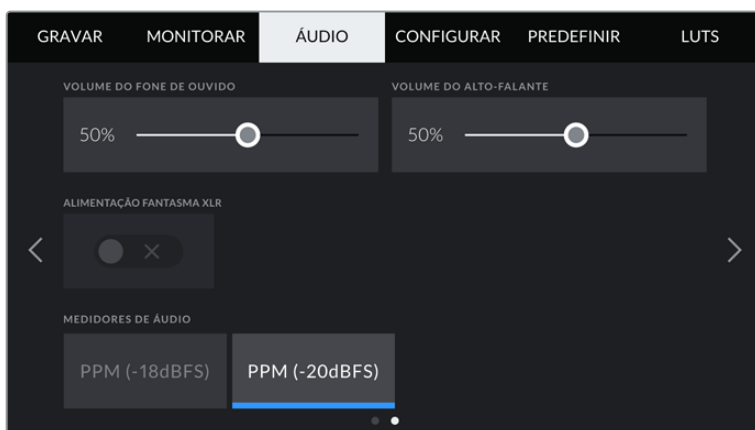 GRAVAR MONITORAR ÁUDIO CONFIGURAR PREDEFINIR LUTS
VOLUME DO FONE DE OUVIDO VOLUME DO ALTO-FALANTE
50% 50%
ALIMENTAÇÃO FANTASMA XLR
MEDIDORES DE ÁUDIO
PPM (-18dBFS) PPM (-20dBFS)